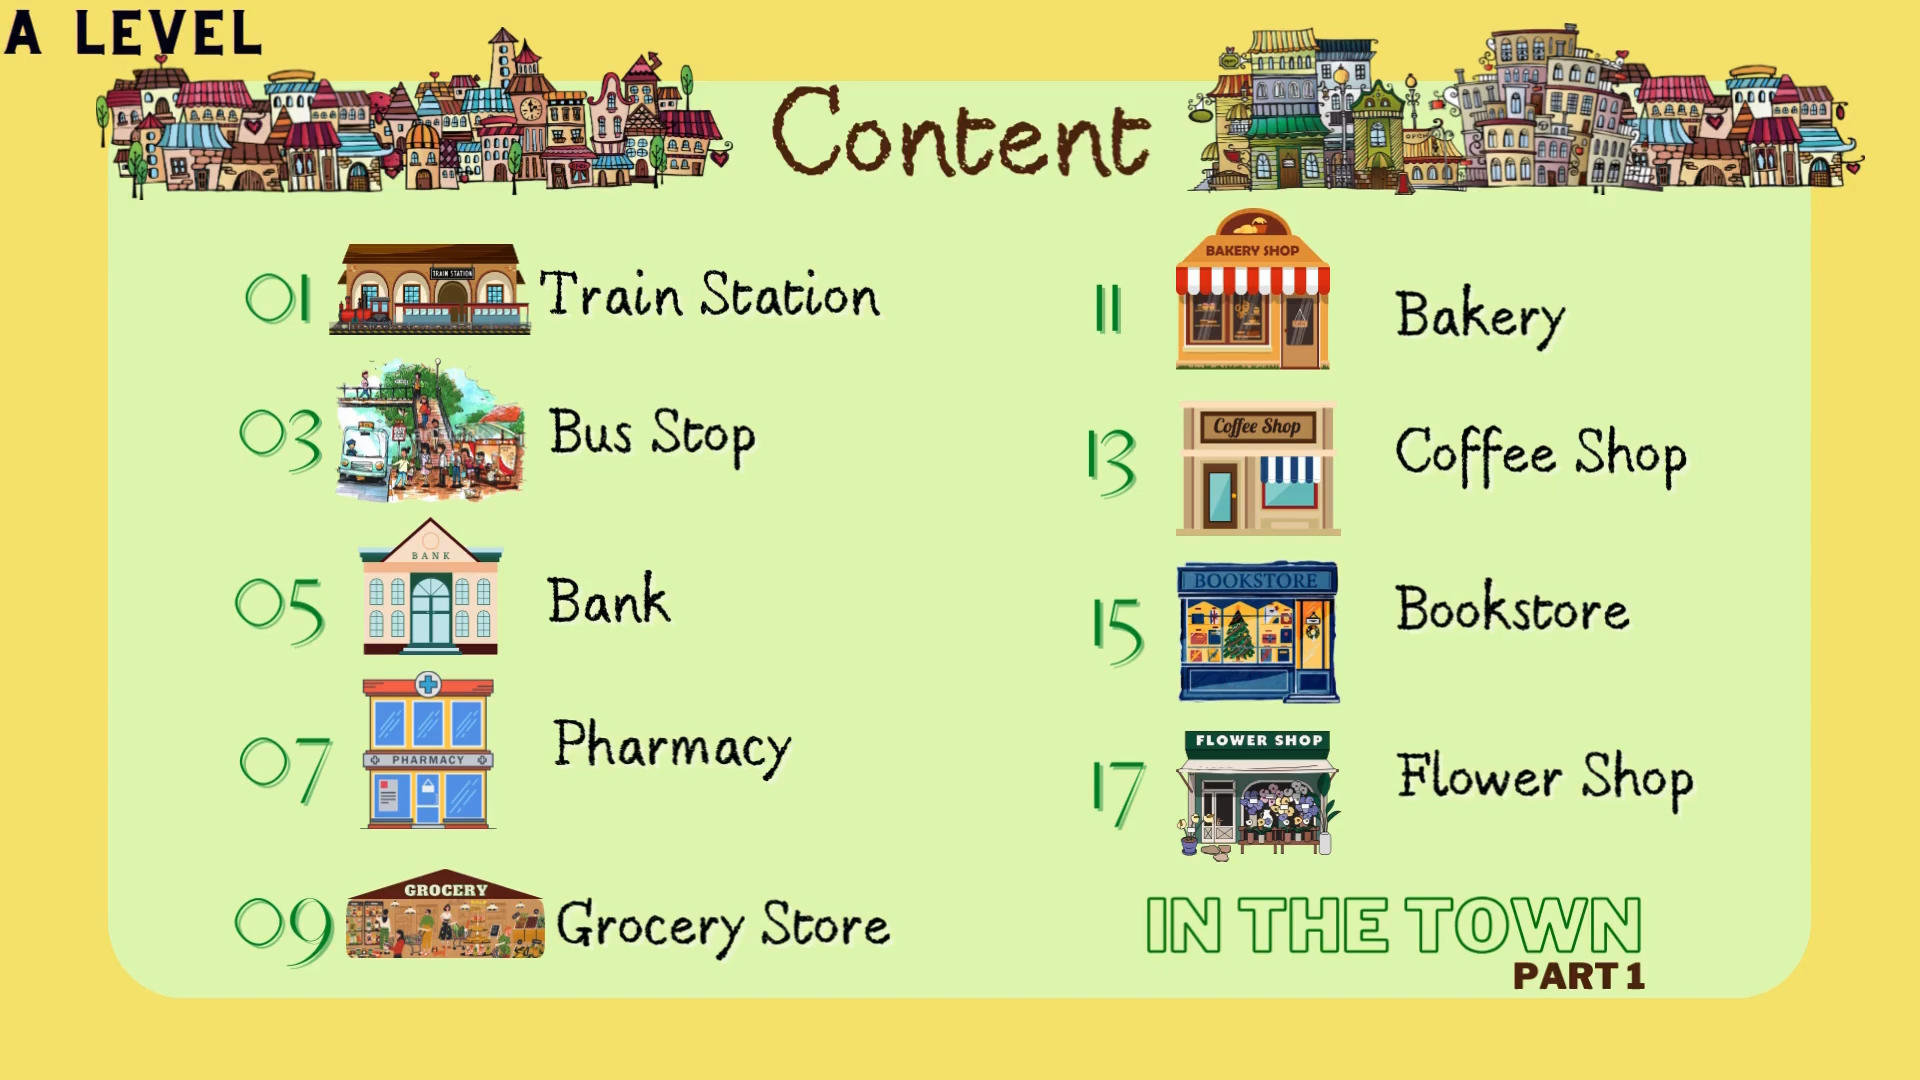 A LEVEL
Content
01
TRAIN STATION
Train Station
03
Bus Stop
05
BANK
Bank
07
PHARMACY
Pharmacy
09
GROCERY
Grocery Store
11
BAKERY SHOP
Bakery
13
Coffee Shop
Coffee Shop
15
BOOKSTORE
Bookstore
17
FLOWER SHOP
Flower Shop
IN THE TOWN
PART 1